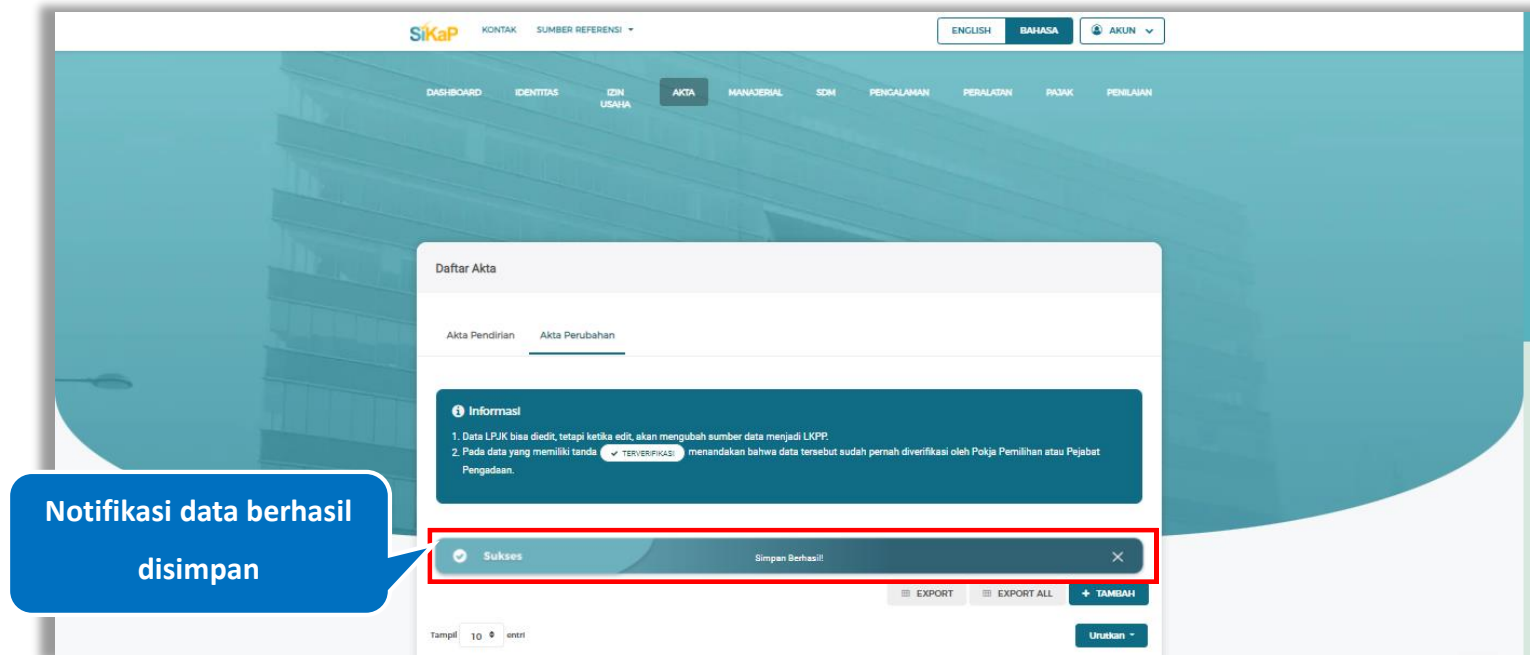 SiKaP KONTAK SUMBER REFERENSI ENGLISH BAHASA AKUN
DASHBOARD IDENTITAS IZIN USAHA AKTA MANAJERIAL SDM PENGALAMAN PERALATAN PAJAK PENILAIAN
Daftar Akta
Akta Pendirian Akta Perubahan
Informasi
1. Data LPJK bisa diedit, tetapi ketika edit, akan mengubah sumber data menjadi LKPP.
2. Pada data yang memiliki tanda TERVERIFIKASI menandakan bahwa data tersebut sudah pernah diverifikasi oleh Pokja Pemilihan atau Pejabat
Pengadaan.
Notifikasi data berhasil
disimpan
Sukses Simpan Berhasil!
EXPORT EXPORT ALL + TAMBAH
Tampil 10 entri Urutkan